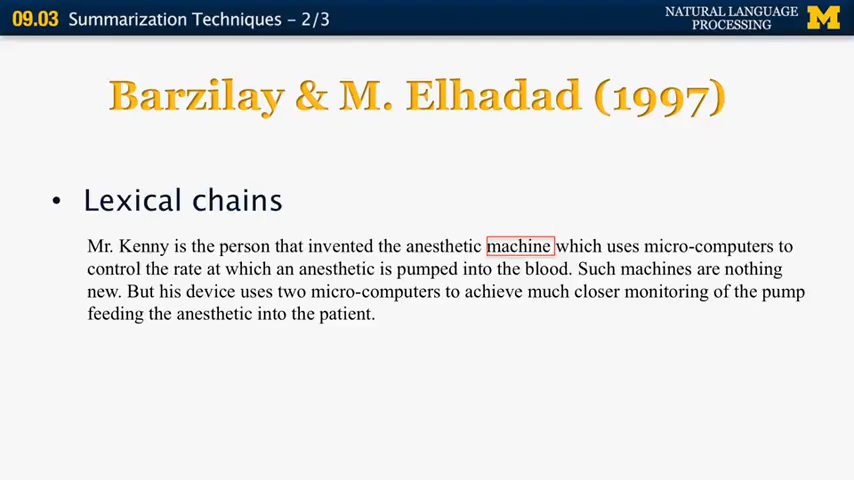 09.03 Summarization Techniques – 2/3
NATURAL LANGUAGE
PROCESSING
M
Barzilay & M. Elhadad (1997)
• Lexical chains
Mr. Kenny is the person that invented the anesthetic machine which uses micro-computers to
control the rate at which an anesthetic is pumped into the blood. Such machines are nothing
new. But his device uses two micro-computers to achieve much closer monitoring of the pump
feeding the anesthetic into the patient.